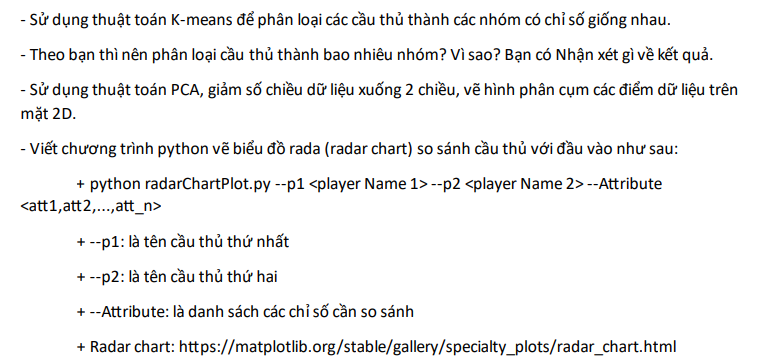 - Sử dụng thuật toán K-means để phân loại các cầu thủ thành các nhóm có chỉ số giống nhau.
- Theo bạn thì nên phân loại cầu thủ thành bao nhiêu nhóm? Vì sao? Bạn có Nhận xét gì về kết quả.
- Sử dụng thuật toán PCA, giảm số chiều dữ liệu xuống 2 chiều, vẽ hình phân cụm các điểm dữ liệu trên
mặt 2D.
- Viết chương trình python vẽ biểu đồ rada (radar chart) so sánh cầu thủ với đầu vào như sau:
+ python radarChartPlot.py --p1 <player Name 1> --p2 <player Name 2> --Attribute
<att1,att2,...,att_n>
+ --p1: là tên cầu thủ thứ nhất
+ --p2: là tên cầu thủ thứ hai
+ --Attribute: là danh sách các chỉ số cần so sánh
+ Radar chart: https://matplotlib.org/stable/gallery/specialty_plots/radar_chart.html